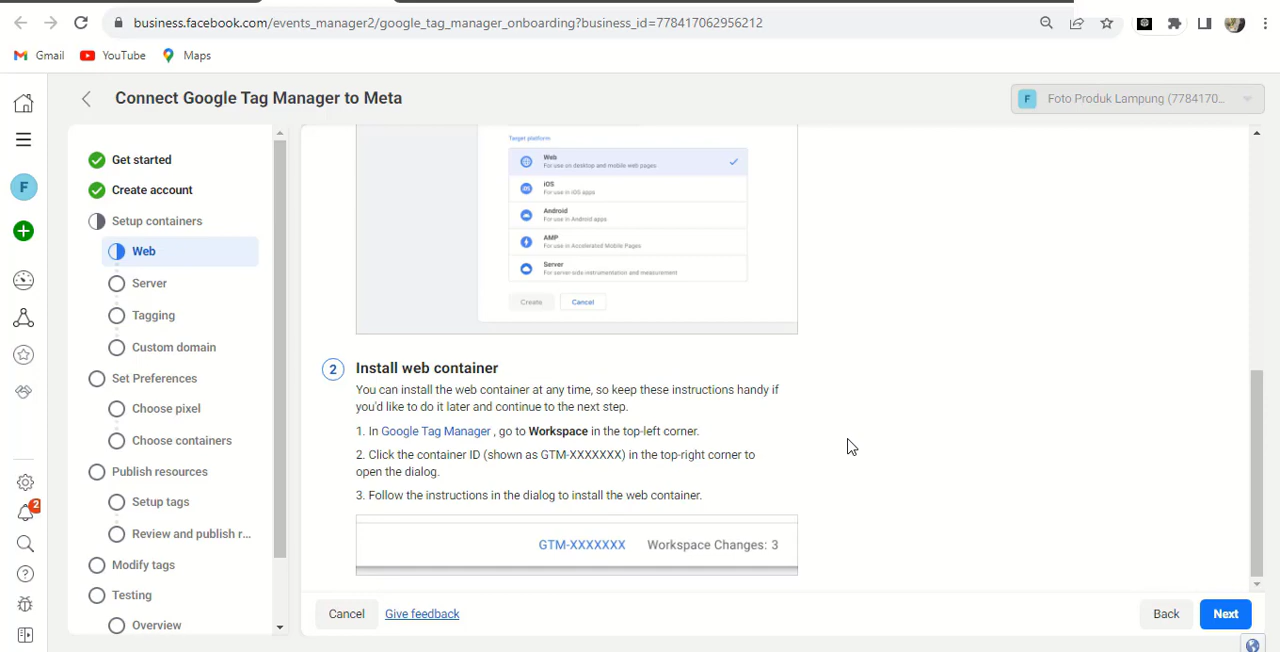 business.facebook.com/events_manager2/google_tag_manager_onboarding?business_id=778417062956212
Gmail
YouTube
Maps
Connect Google Tag Manager to Meta
F
Foto Produk Lampung (7784170...
F
2
Get started
Create account
Setup containers
Web
Server
Tagging
Custom domain
Set Preferences
Choose pixel
Choose containers
Publish resources
Setup tags
Review and publish r...
Modify tags
Testing
Overview
Target platform
Web
For use on desktop and mobile web pages
iOS
For use in iOS apps
Android
For use in Android apps
AMP
For use in Accelerated Mobile Pages
Server
For server-side instrumentation and measurement
Create
Cancel
2
Install web container
You can install the web container at any time, so keep these instructions handy if
you'd like to do it later and continue to the next step.
1. In Google Tag Manager , go to Workspace in the top-left corner.
2. Click the container ID (shown as GTM-XXXXXXX) in the top-right corner to
open the dialog.
3. Follow the instructions in the dialog to install the web container.
GTM-XXXXXXX
Workspace Changes: 3
Cancel
Give feedback
Back
Next